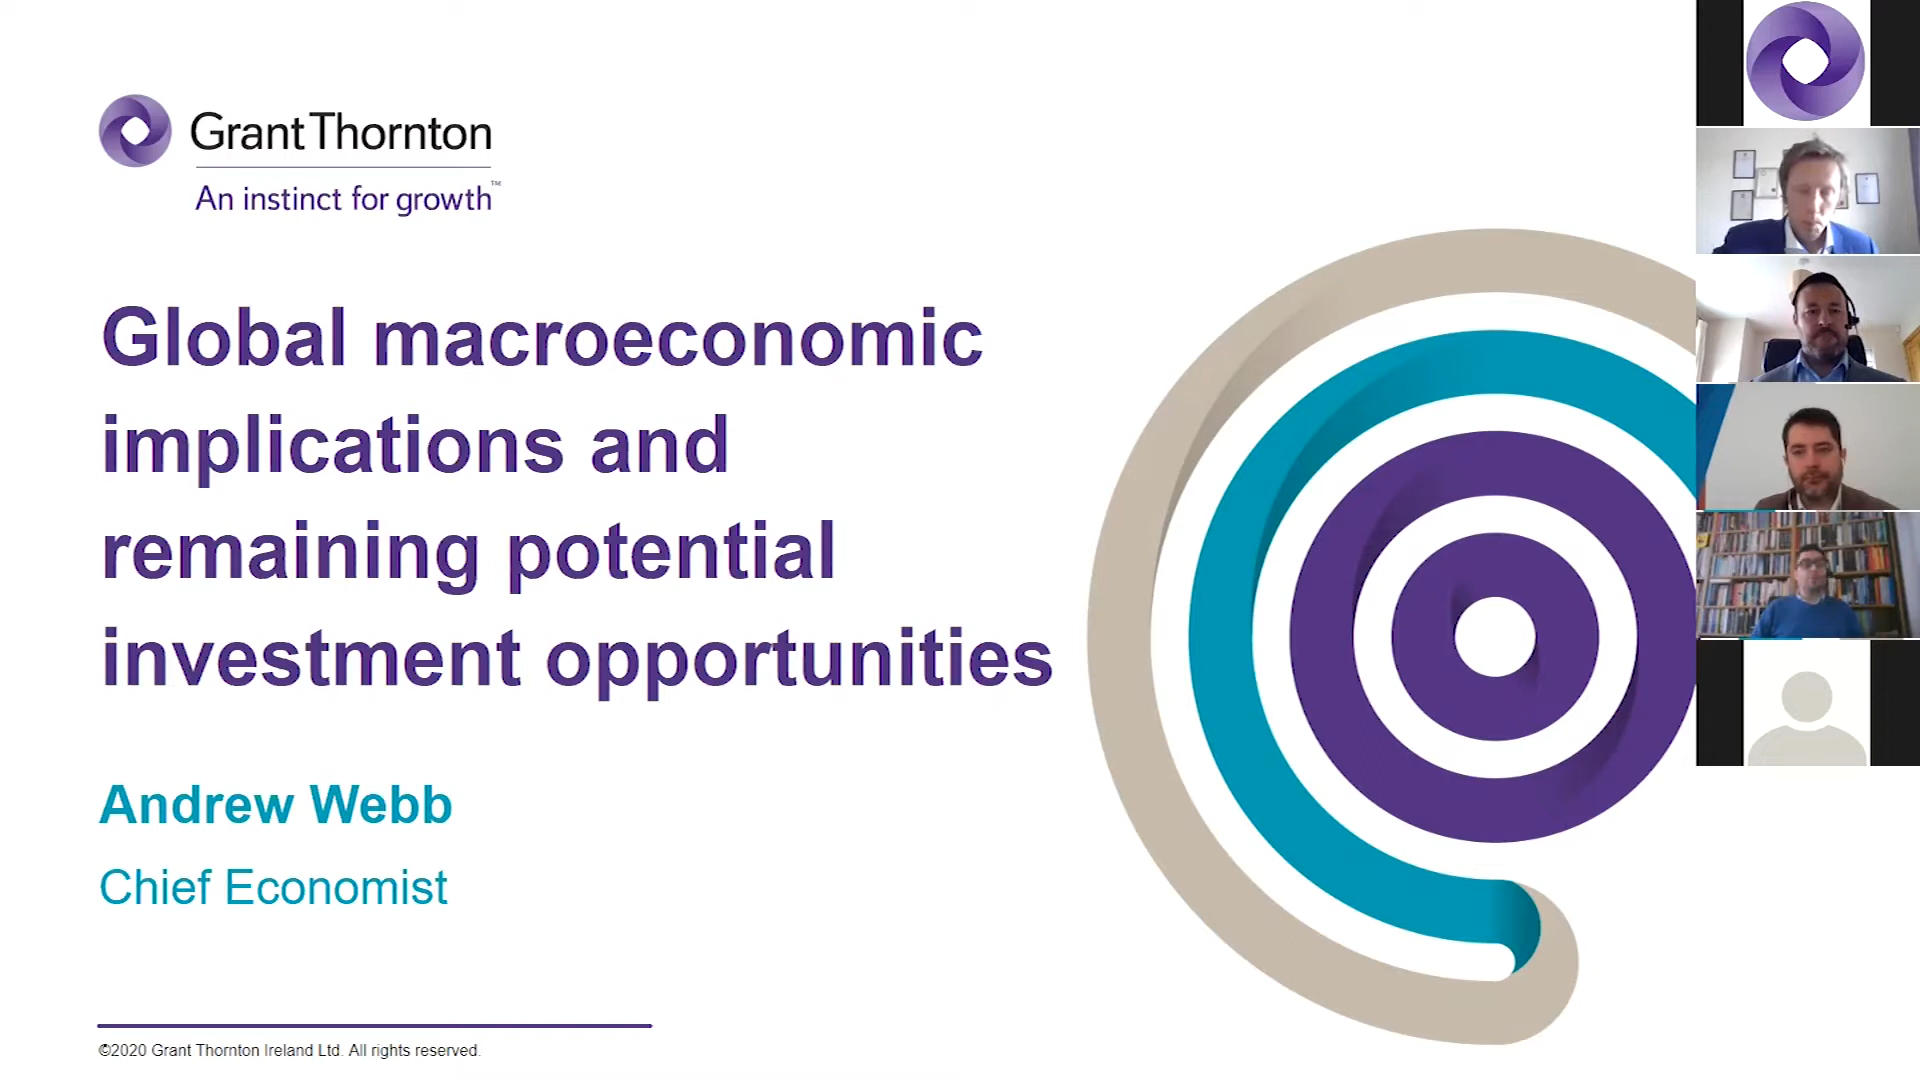 Grant Thornton
An instinct for growth™
Global macroeconomic
implications and
remaining potential
investment opportunities
Andrew Webb
Chief Economist
©2020 Grant Thornton Ireland Ltd. All rights reserved.